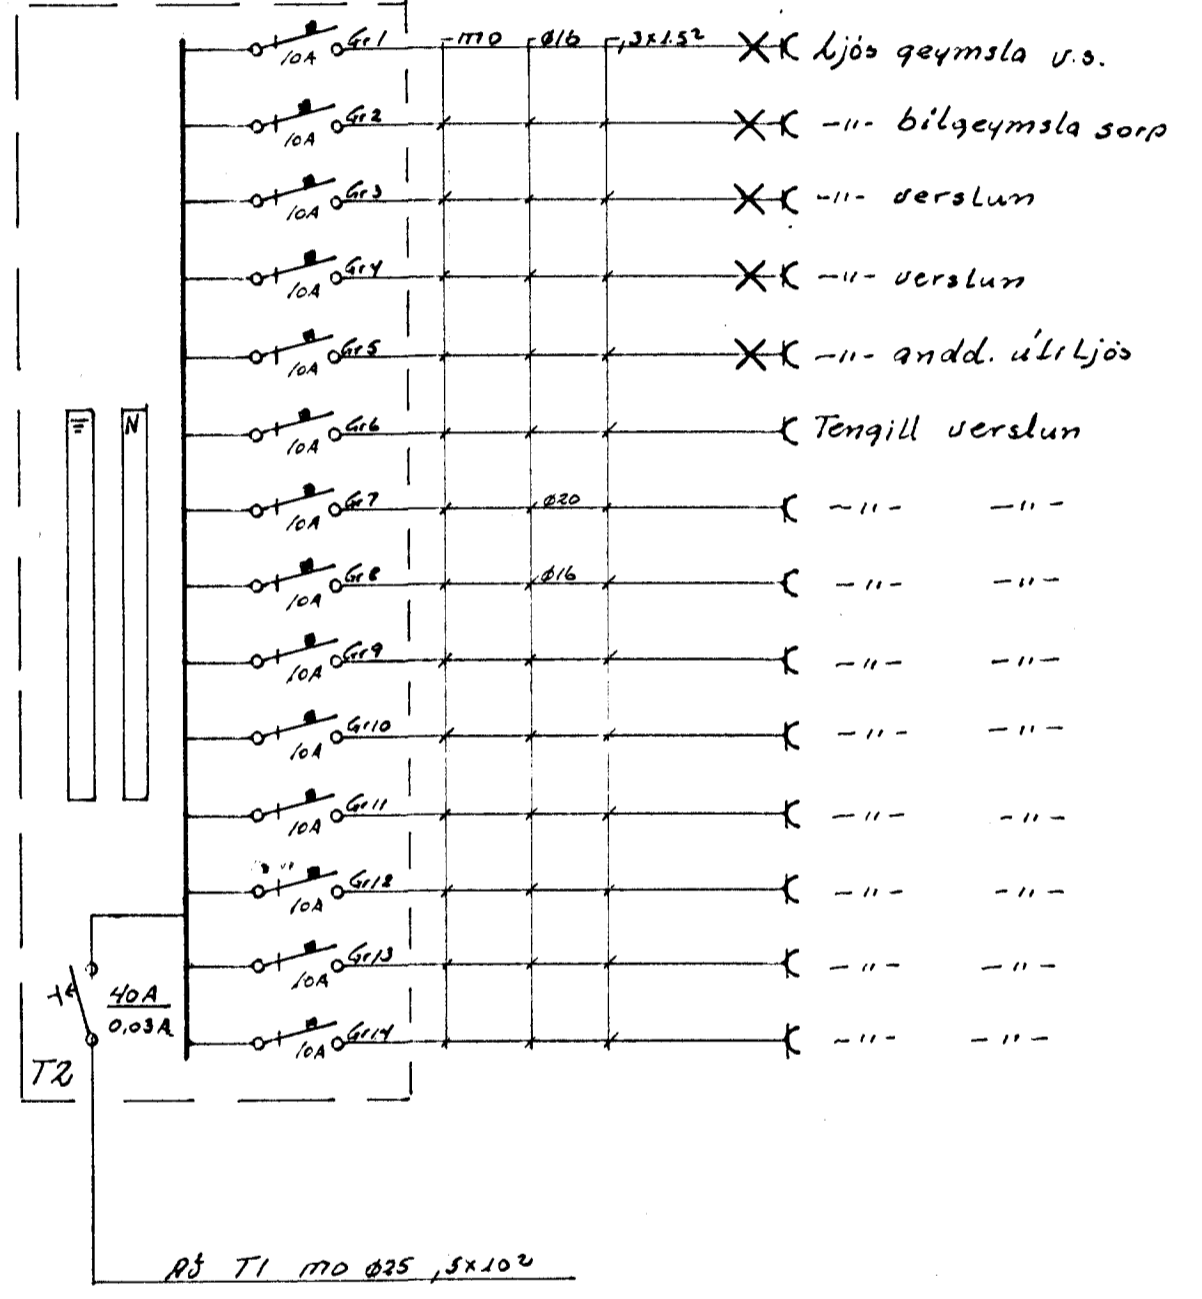 Gr1 10A mo ø16 ,3x1.5² Ljós geymsla v.s.
Gr2 10A -"- bílgeymsla sorp
Gr3 10A -"- verslun
Gr4 10A -"- verslun
Gr5 10A -"- andd. útiljós
Gr6 10A Tengill verslun
N
Gr7 10A ø20 -"- -"-
Gr8 10A ø16 -"- -"-
Gr9 10A -"- -"-
Gr10 10A -"- -"-
Gr11 10A -"- -"-
Gr12 10A -"- -"-
Gr13 10A -"- -"-
40A
0,03A
Gr14 10A -"- -"-
T2
Að T1 mo ø25 ,5x10²